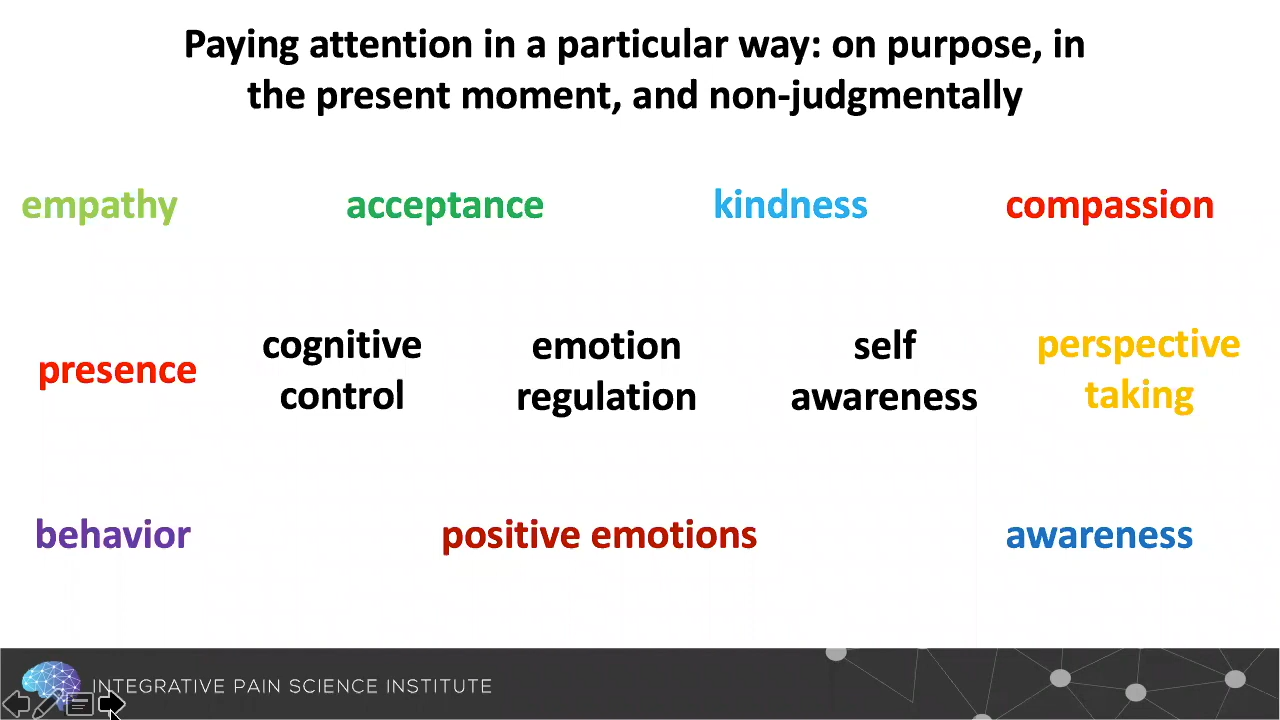 Paying attention in a particular way: on purpose, in
the present moment, and non-judgmentally
empathy acceptance kindness compassion
presence
cognitive
control
emotion
regulation
self
awareness
perspective
taking
behavior positive emotions awareness
INTEGRATIVE PAIN SCIENCE INSTITUTE